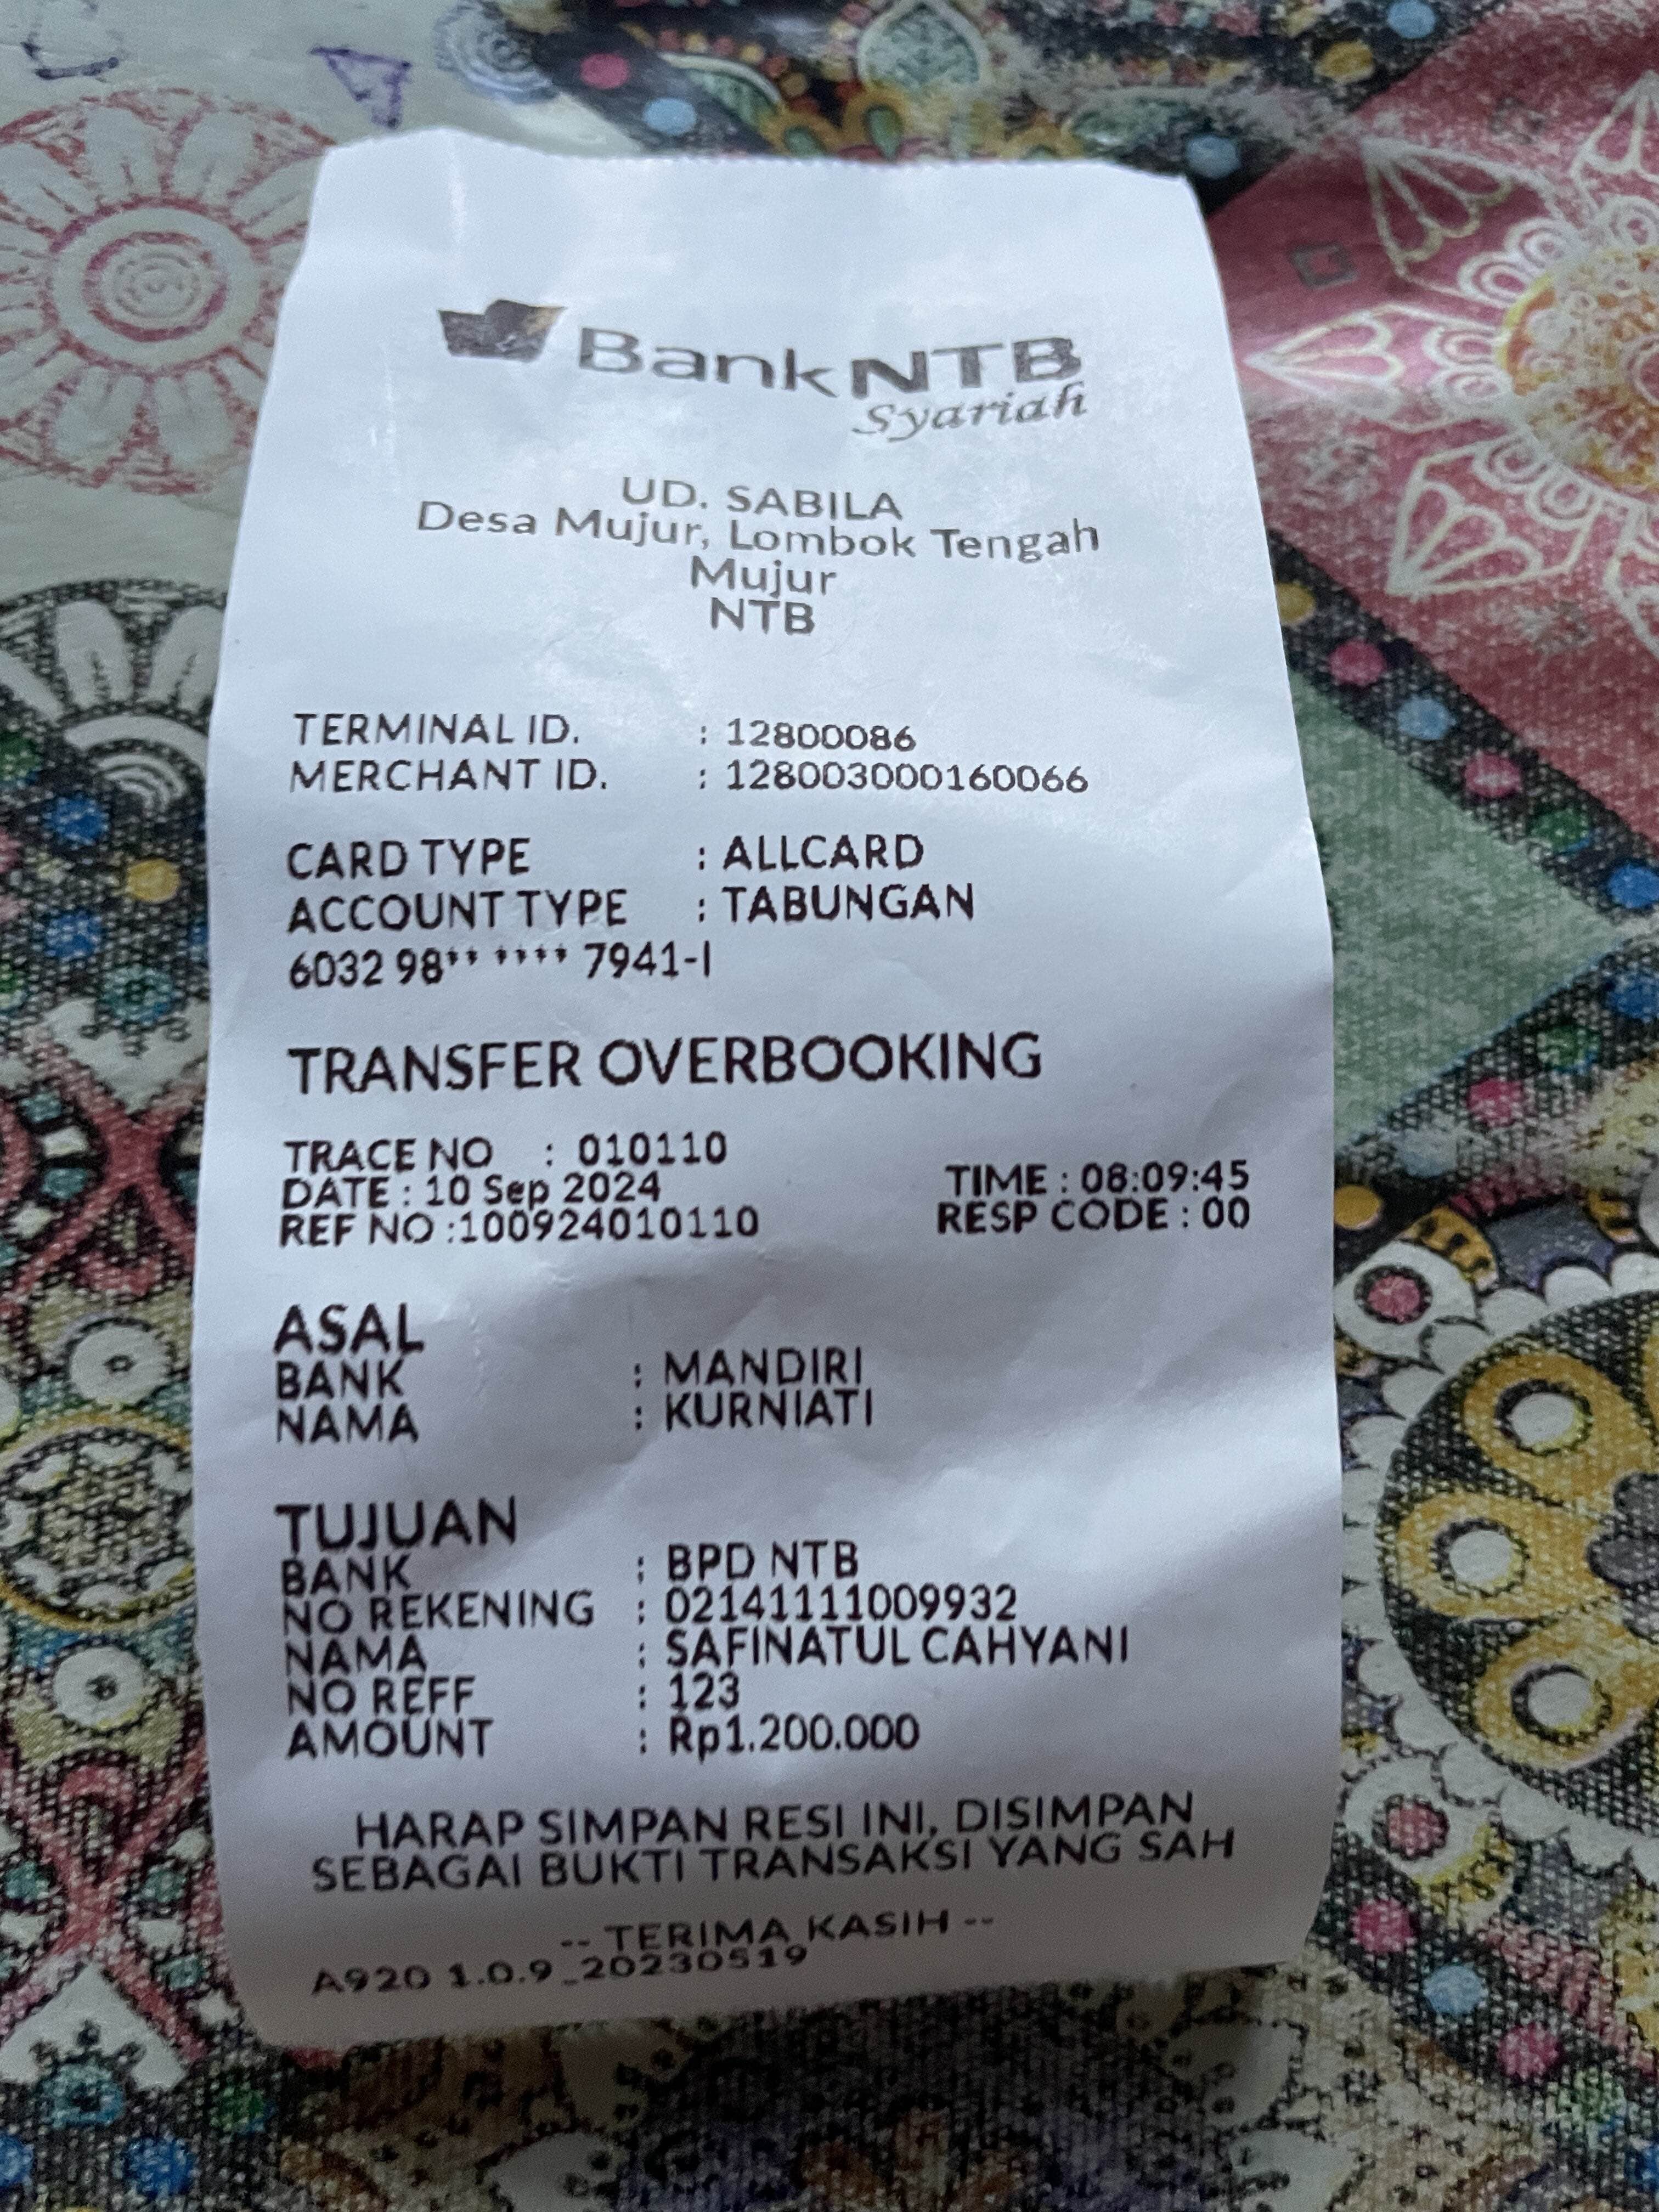 BankNTB
Syariah
UD. SABILA
Desa Mujur, Lombok Tengah
Mujur
NTB
TERMINAL ID. : 12800086
MERCHANT ID. : 128003000160066
CARD TYPE : ALLCARD
ACCOUNT TYPE : TABUNGAN
6032 98** **** 7941-I
TRANSFER OVERBOOKING
TRACE NO : 010110
DATE : 10 Sep 2024 TIME : 08:09:45
REF NO :100924010110 RESP CODE : 00
ASAL
BANK : MANDIRI
NAMA : KURNIATI
TUJUAN
BANK : BPD NTB
NO REKENING : 02141111009932
NAMA : SAFINATUL CAHYANI
NO REFF : 123
AMOUNT : Rp1.200.000
HARAP SIMPAN RESI INI, DISIMPAN
SEBAGAI BUKTI TRANSAKSI YANG SAH
-- TERIMA KASIH --
A920 1.0.9_20230519